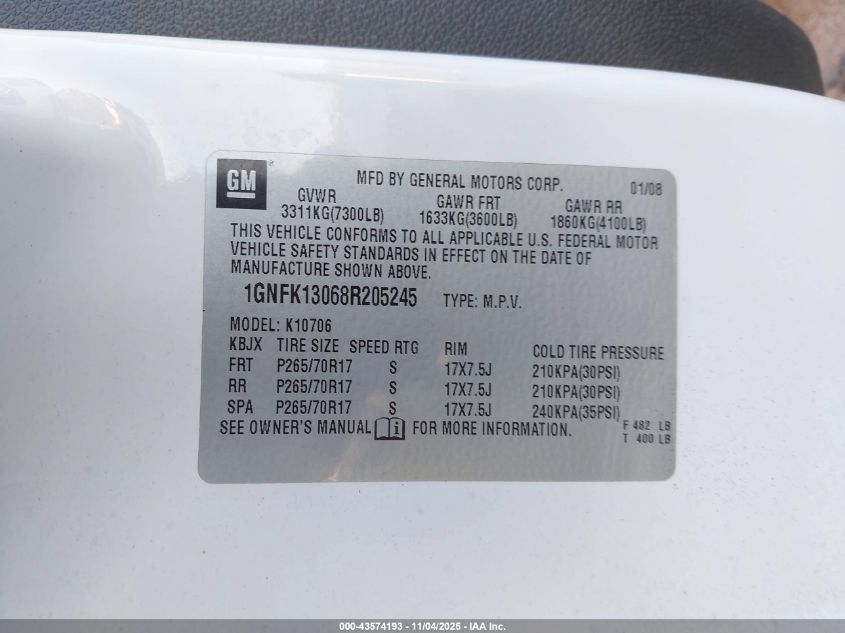 GM ® MFD BY GENERAL MOTORS CORP. 01/08
GVWR GAWR FRT GAWR RR
3311KG(7300LB) 1633KG(3600LB) 1860KG(4100LB)
THIS VEHICLE CONFORMS TO ALL APPLICABLE U.S. FEDERAL MOTOR
VEHICLE SAFETY STANDARDS IN EFFECT ON THE DATE OF
MANUFACTURE SHOWN ABOVE.
1GNFK13068R205245 TYPE: M.P.V.
MODEL: K10706
KBJX TIRE SIZE SPEED RTG RIM COLD TIRE PRESSURE
FRT P265/70R17 S 17X7.5J 210KPA(30PSI)
RR P265/70R17 S 17X7.5J 210KPA(30PSI)
SPA P265/70R17 S 17X7.5J 240KPA(35PSI)
SEE OWNER'S MANUAL i FOR MORE INFORMATION.
F 482 LB
T 400 LB
000-43574193 - 11/04/2025 - IAA Inc.